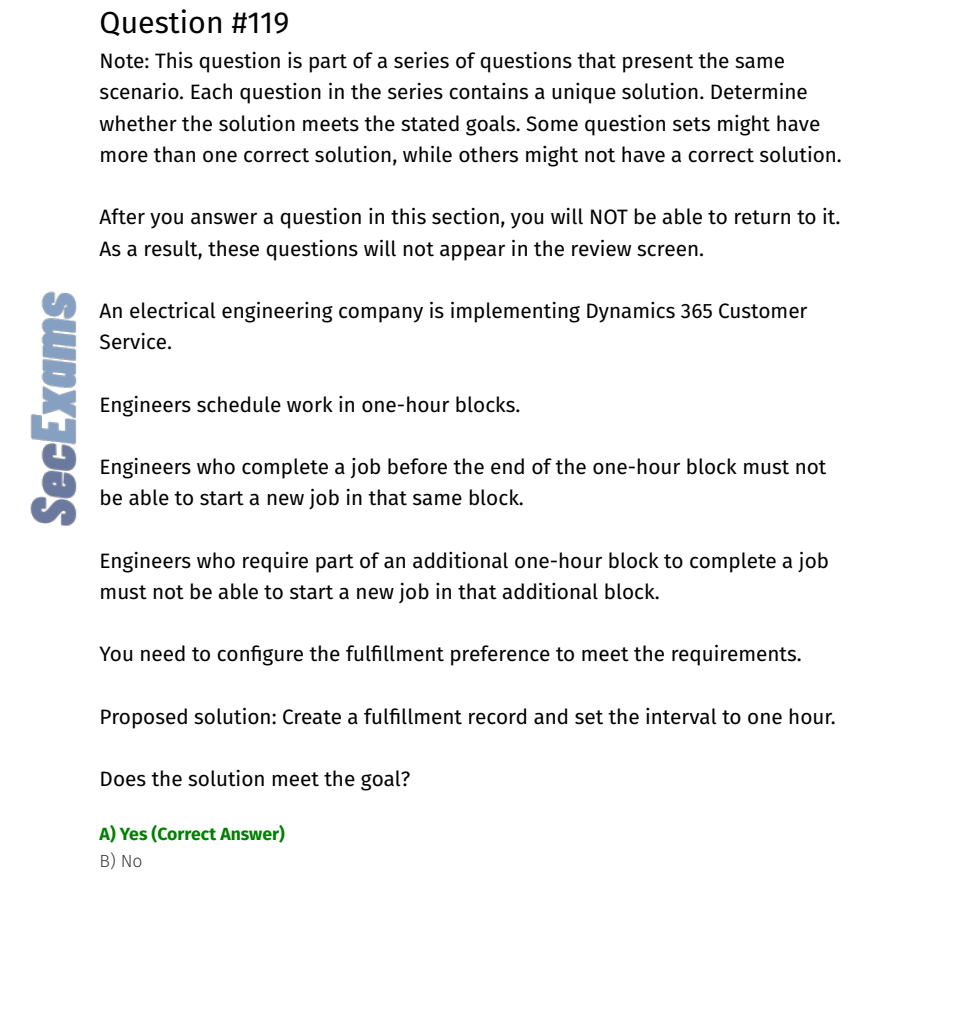 Question #119
Note: This question is part of a series of questions that present the same
scenario. Each question in the series contains a unique solution. Determine
whether the solution meets the stated goals. Some question sets might have
more than one correct solution, while others might not have a correct solution.
After you answer a question in this section, you will NOT be able to return to it.
As a result, these questions will not appear in the review screen.
An electrical engineering company is implementing Dynamics 365 Customer
Service.
Engineers schedule work in one-hour blocks.
Engineers who complete a job before the end of the one-hour block must not
be able to start a new job in that same block.
Engineers who require part of an additional one-hour block to complete a job
must not be able to start a new job in that additional block.
You need to configure the fulfillment preference to meet the requirements.
Proposed solution: Create a fulfillment record and set the interval to one hour.
Does the solution meet the goal?
A) Yes (Correct Answer)
B) No
SecExams